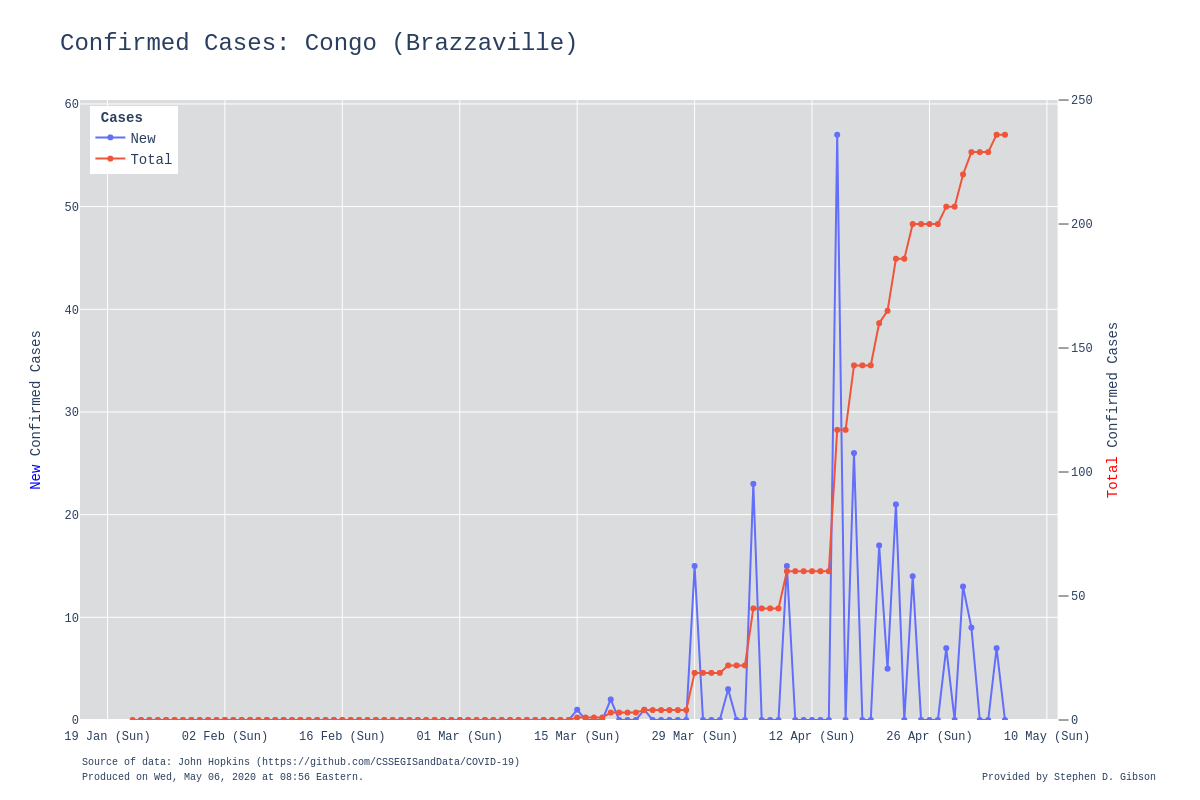 Confirmed Cases: Congo (Brazzaville)
Cases
New
Total
60
50
40
30
20
10
0
250
200
150
100
50
0
New Confirmed Cases
Total Confirmed Cases
19 Jan (Sun) 02 Feb (Sun) 16 Feb (Sun) 01 Mar (Sun) 15 Mar (Sun) 29 Mar (Sun) 12 Apr (Sun) 26 Apr (Sun) 10 May (Sun)
Source of data: John Hopkins (https://github.com/CSSEGISandData/COVID-19)
Produced on Wed, May 06, 2020 at 08:56 Eastern.
Provided by Stephen D. Gibson